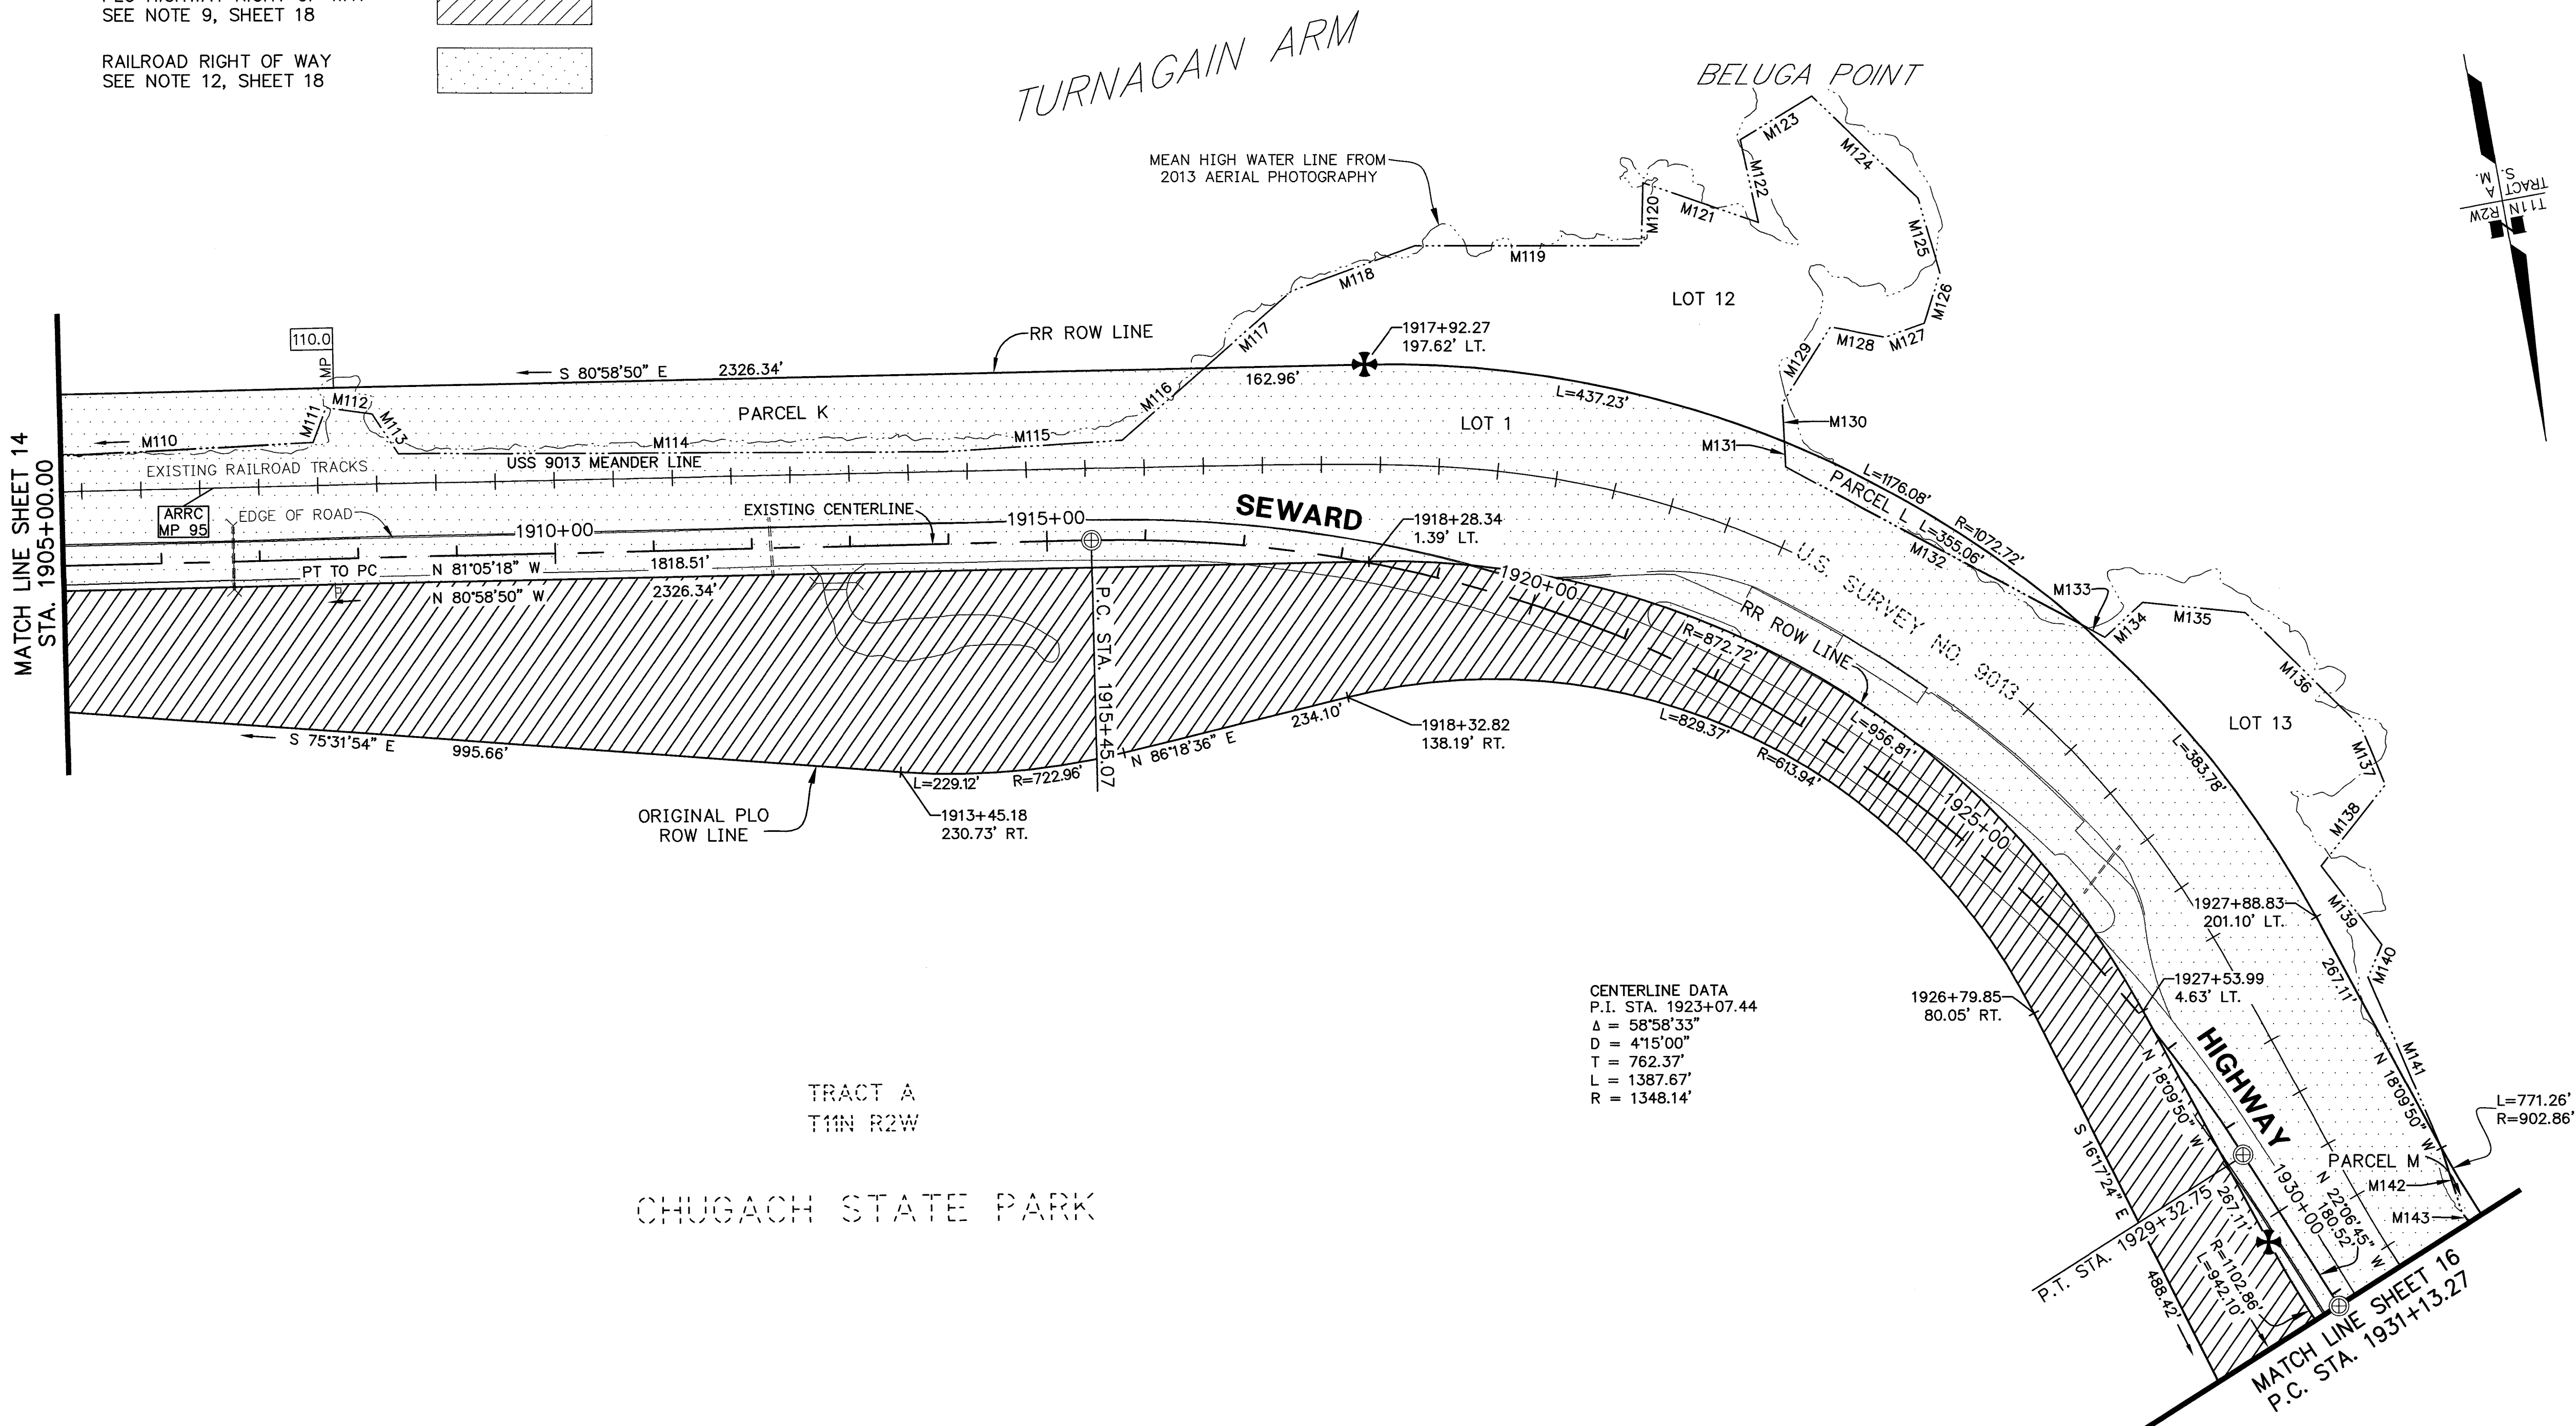 SEE NOTE 9, SHEET 18
RAILROAD RIGHT OF WAY
SEE NOTE 12, SHEET 18
TURNAGAIN ARM
BELUGA POINT
MEAN HIGH WATER LINE FROM
2013 AERIAL PHOTOGRAPHY
TRACT A
S. M.
T11N R2W
N
M123
M124
M122
M120
M121
M125
M119
M118
M126
M127
M128
M129
M117
LOT 12
110.0
MP
RR ROW LINE
1917+92.27
197.62' LT.
S 80°58'50" E
2326.34'
162.96'
L=437.23'
M116
M111
M112
M113
PARCEL K
LOT 1
M130
M131
M110
M114
M115
MATCH LINE SHEET 14
STA. 1905+00.00
EXISTING RAILROAD TRACKS
USS 9013 MEANDER LINE
L=1176.08'
PARCEL L
L=355.06'
R=1072.72'
M132
ARRC
MP 95
EDGE OF ROAD
1910+00
EXISTING CENTERLINE
1915+00
SEWARD
1918+28.34
1.39' LT.
U.S. SURVEY NO. 9013
PT TO PC
N 81°05'18" W
1818.51'
N 80°58'50" W
2326.34'
1920+00
M133
M134
M135
M136
P.C. STA. 1915+45.07
RR ROW LINE
R=872.72'
L=956.81'
LOT 13
M137
S 75°31'54" E
995.66'
L=229.12'
R=722.96'
N 86°18'36" E
234.10'
1918+32.82
138.19' RT.
L=829.37'
R=613.94'
L=383.78'
M138
ORIGINAL PLO
ROW LINE
1913+45.18
230.73' RT.
1925+00
1927+88.83
201.10' LT.
M139
M140
267.11'
CENTERLINE DATA
P.I. STA. 1923+07.44
Δ = 58°58'33"
D = 4°15'00"
T = 762.37'
L = 1387.67'
R = 1348.14'
1926+79.85
80.05' RT.
1927+53.99
4.63' LT.
HIGHWAY
N 18°09'50" W
M141
N 18°09'50" W
L=771.26'
R=902.86'
TRACT A
T11N R2W
CHUGACH STATE PARK
S 16°17'24" E
488.42'
PARCEL M
M142
M143
P.T. STA. 1929+32.75
267.11'
1930+00
N 22°06'45" W
180.52'
R=1102.86'
L=942.10'
MATCH LINE SHEET 16
P.C. STA. 1931+13.27